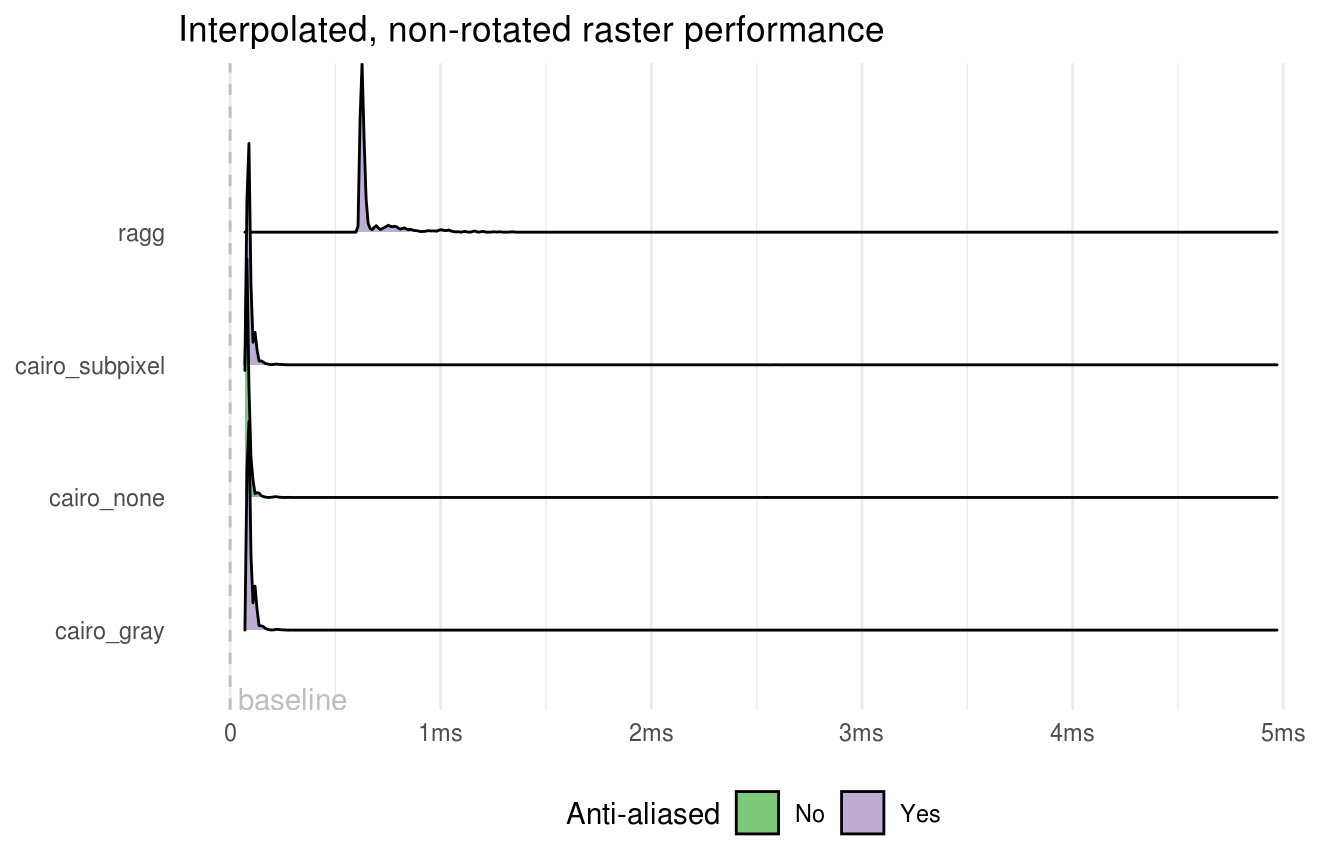 Interpolated, non-rotated raster performance
ragg
cairo_subpixel
cairo_none
cairo_gray
baseline
0 1ms 2ms 3ms 4ms 5ms
Anti-aliased No Yes